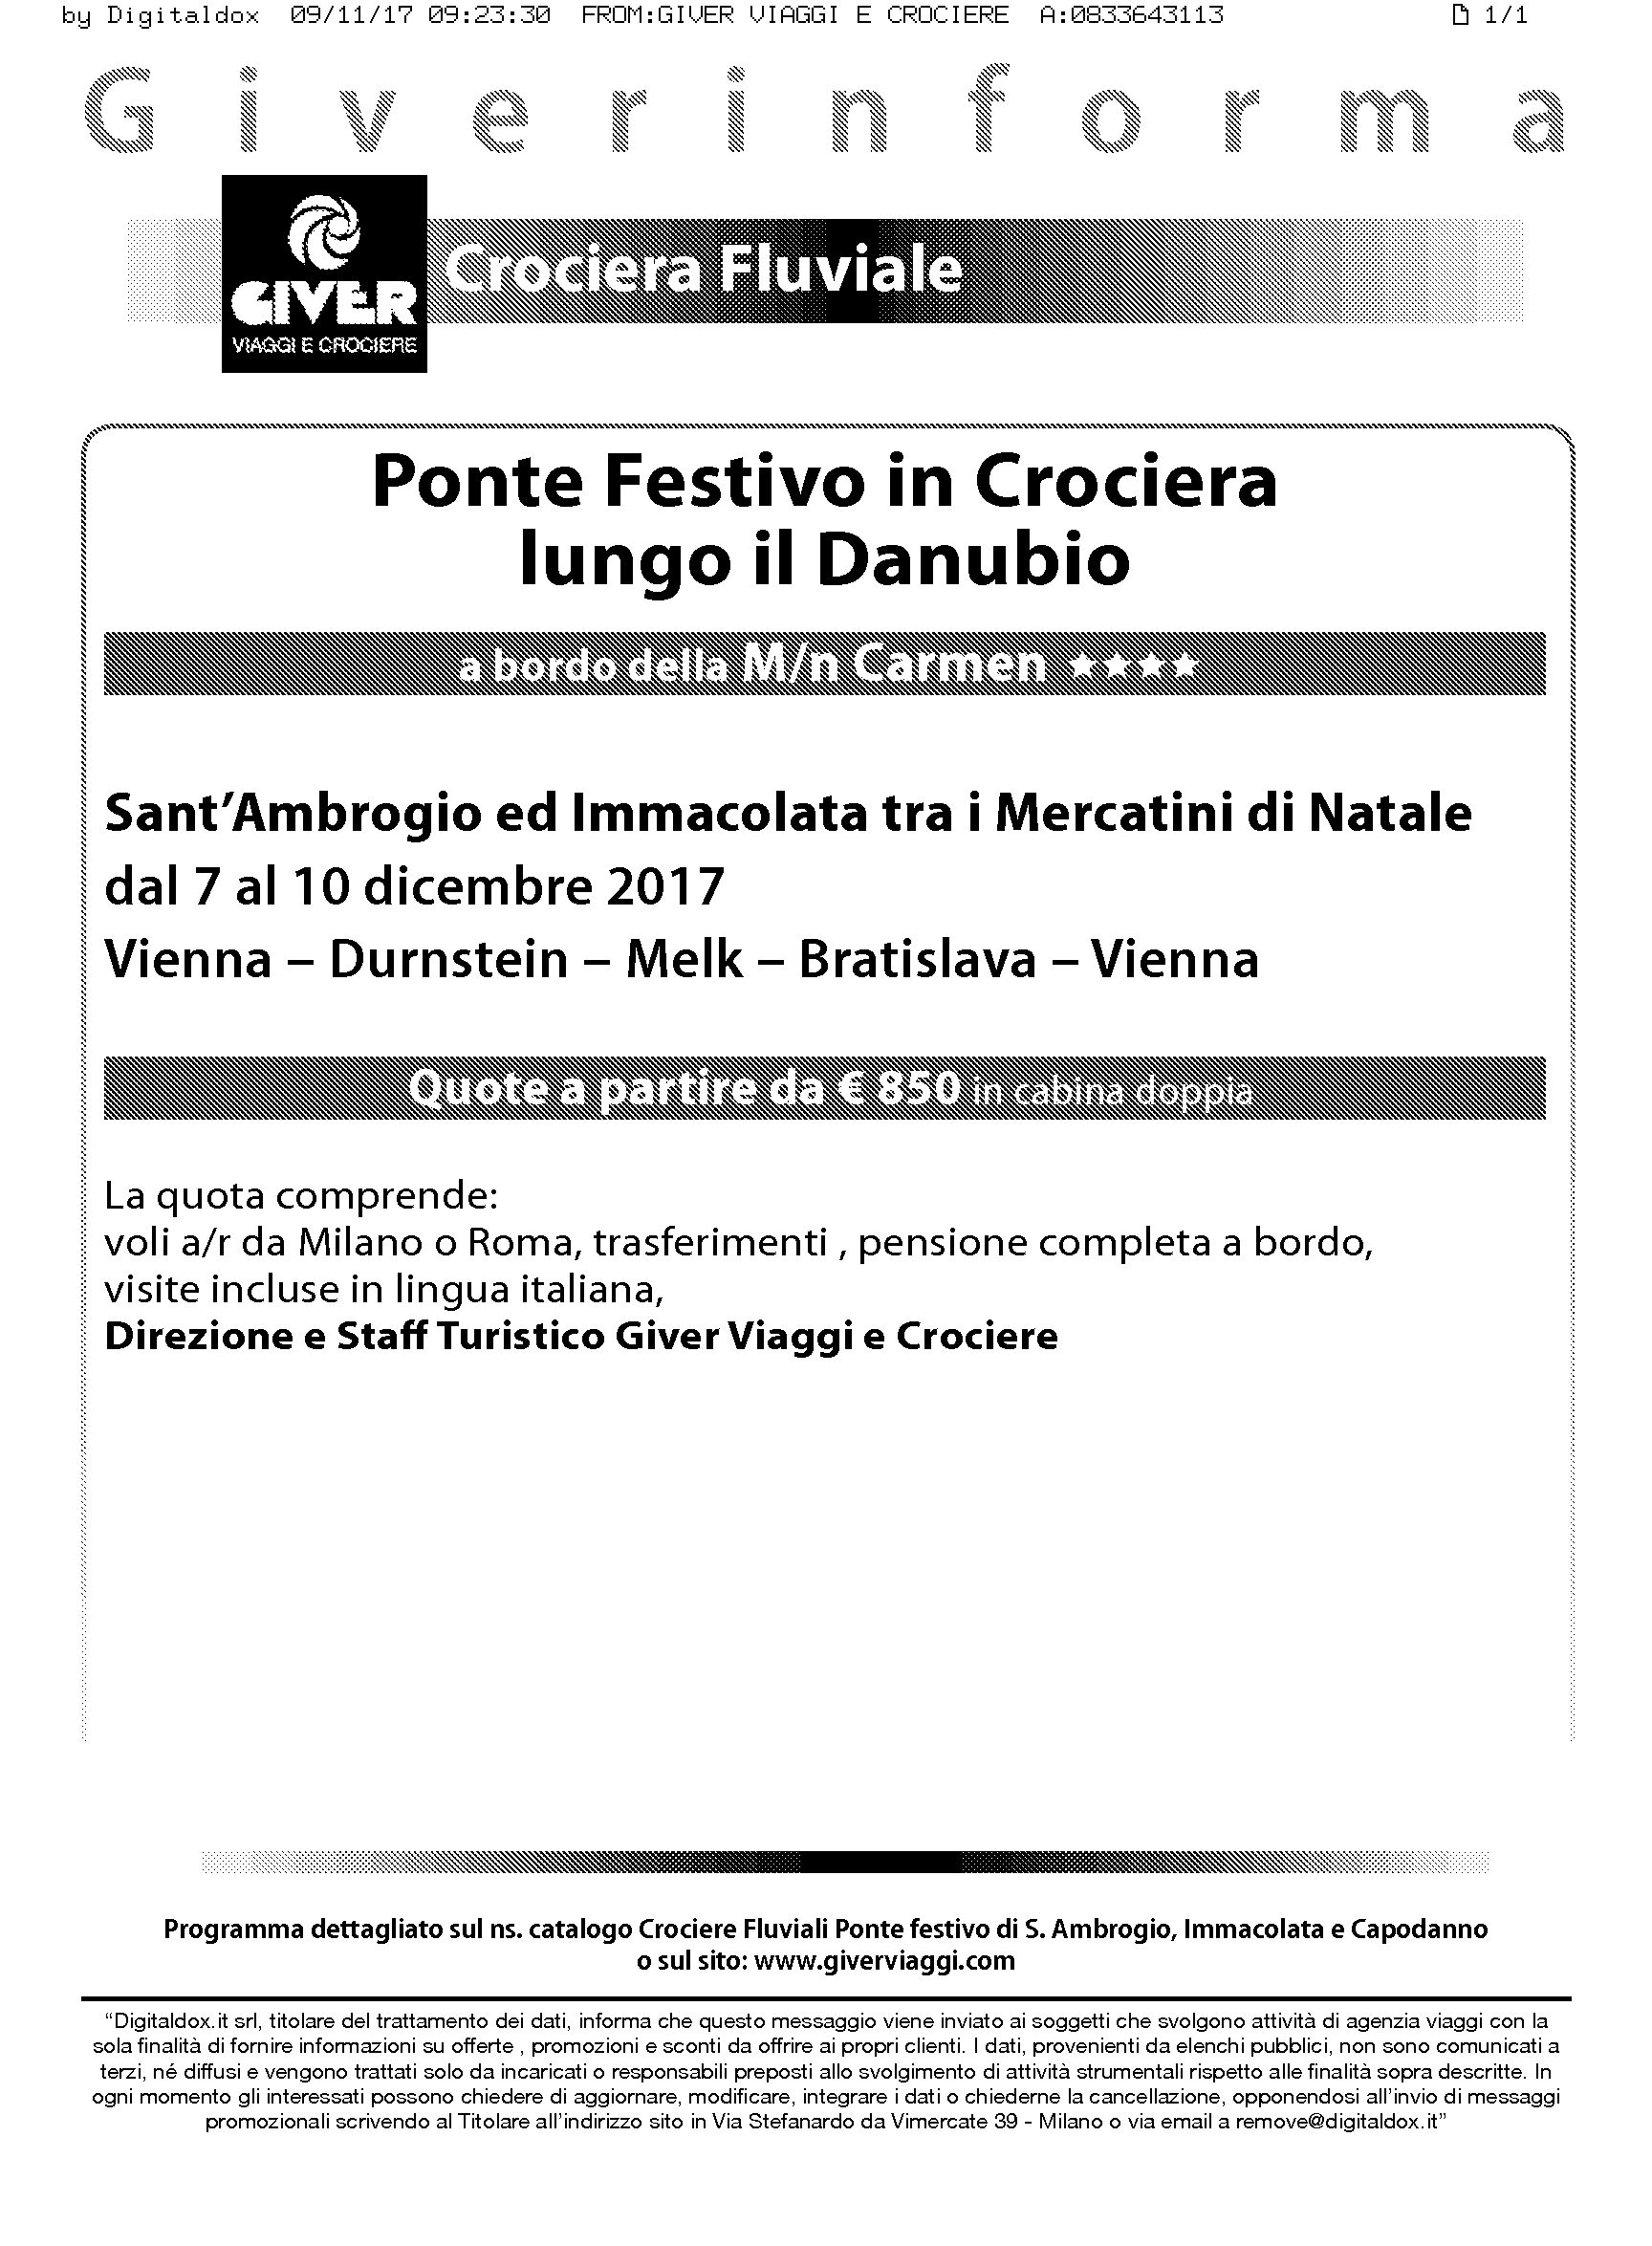 by Digitaldox 09/11/17 09:23:30 FROM:GIVER VIAGGI E CROCIERE A:0833643113 1/1
Giverinforma
Crociera Fluviale
GIVER
VIAGGI E CROCIERE
Ponte Festivo in Crociera
lungo il Danubio
a bordo della M/n Carmen ★★★★
Sant’Ambrogio ed Immacolata tra i Mercatini di Natale
dal 7 al 10 dicembre 2017
Vienna – Durnstein – Melk – Bratislava – Vienna
Quote a partire da € 850 in cabina doppia
La quota comprende:
voli a/r da Milano o Roma, trasferimenti , pensione completa a bordo,
visite incluse in lingua italiana,
Direzione e Staff Turistico Giver Viaggi e Crociere
Programma dettagliato sul ns. catalogo Crociere Fluviali Ponte festivo di S. Ambrogio, Immacolata e Capodanno
o sul sito: www.giverviaggi.com
“Digitaldox.it srl, titolare del trattamento dei dati, informa che questo messaggio viene inviato ai soggetti che svolgono attività di agenzia viaggi con la
sola finalità di fornire informazioni su offerte , promozioni e sconti da offrire ai propri clienti. I dati, provenienti da elenchi pubblici, non sono comunicati a
terzi, né diffusi e vengono trattati solo da incaricati o responsabili preposti allo svolgimento di attività strumentali rispetto alle finalità sopra descritte. In
ogni momento gli interessati possono chiedere di aggiornare, modificare, integrare i dati o chiederne la cancellazione, opponendosi all’invio di messaggi
promozionali scrivendo al Titolare all’indirizzo sito in Via Stefanardo da Vimercate 39 - Milano o via email a remove@digitaldox.it”